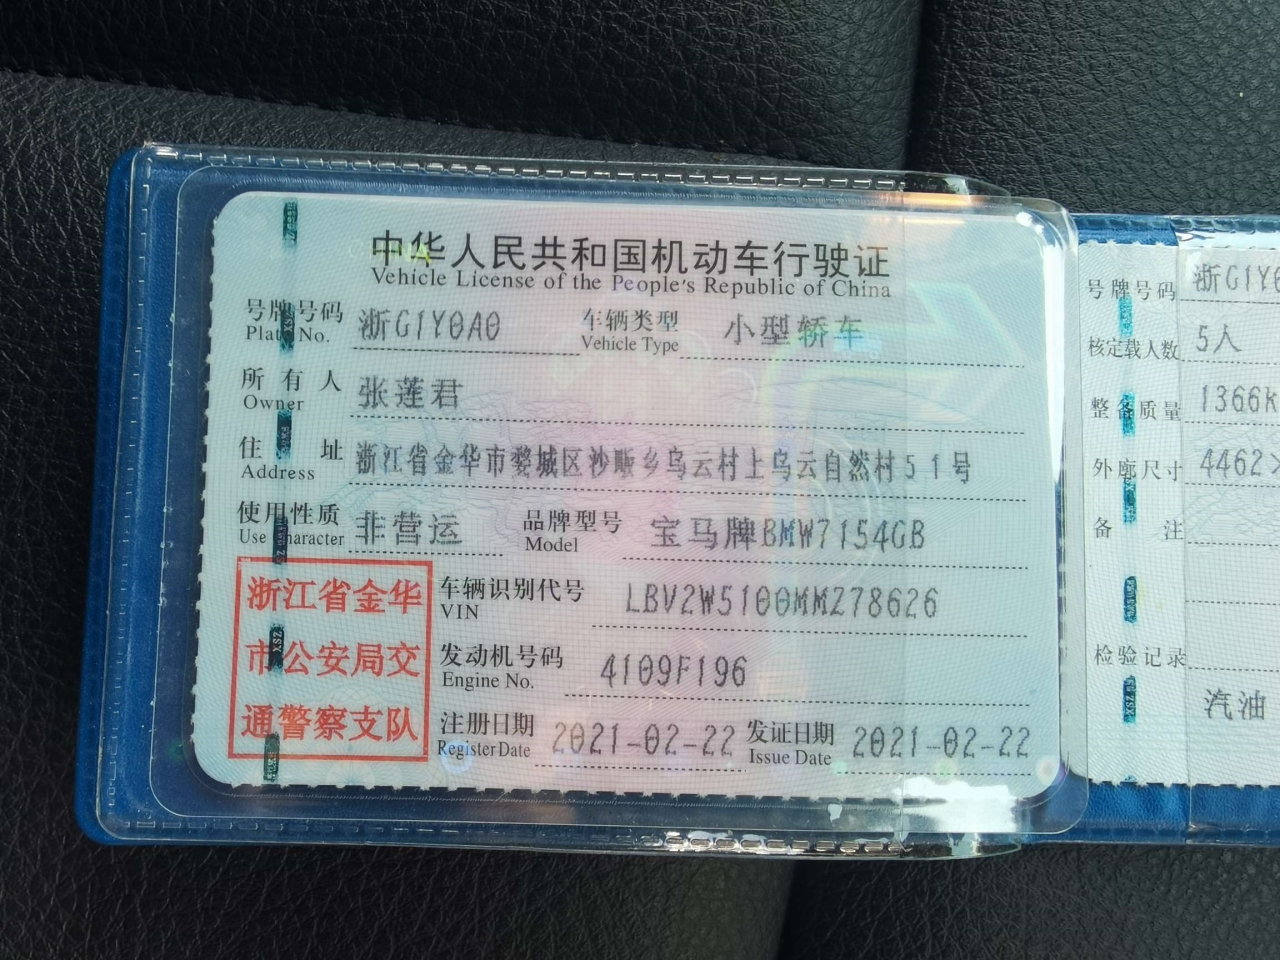 中华人民共和国机动车行驶证
Vehicle License of the People's Republic of China
号牌号码 浙G1Y0A0 车辆类型 小型轿车
Plate No. Vehicle Type
所有人 张莲君
Owner
住址 浙江省金华市婺城区沙畈乡乌云村上乌云自然村51号
Address
使用性质 非营运 品牌型号 宝马牌BMW7154GB
Use Character Model
浙江省金华
市公安局交
通警察支队
车辆识别代号 LBV2W5100MMZ78626
VIN
发动机号码 4109F196
Engine No.
注册日期 2021-02-22 发证日期 2021-02-22
Register Date Issue Date
号牌号码 浙G1Y0
核定载人数 5人
整备质量 1366k
外廓尺寸 4462×
备注
检验记录
汽油